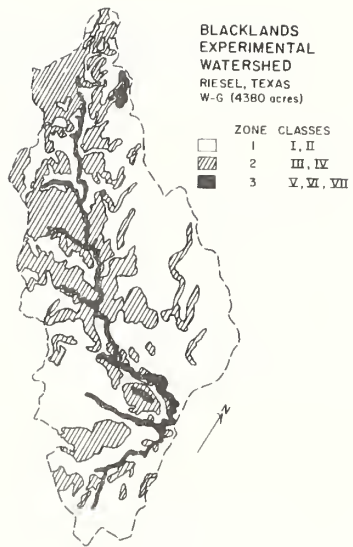 BLACKLANDS
EXPERIMENTAL
WATERSHED
RIESEL, TEXAS
W-G (4380 acres)
ZONE CLASSES
1 I, II
2 III, IV
3 V, VI, VII
N